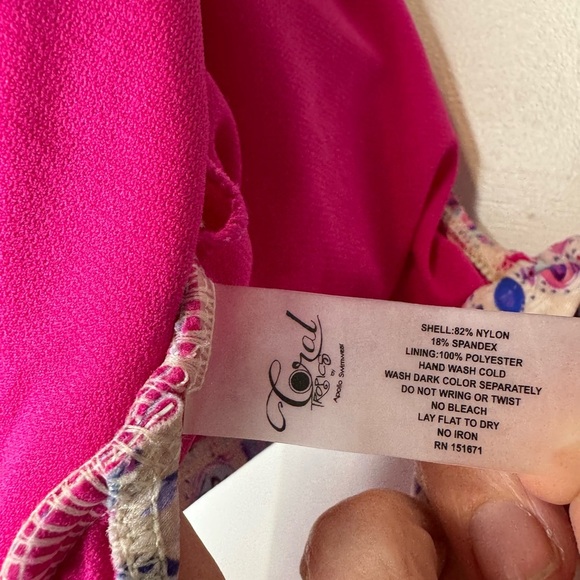 Coral
TROPICS
by
Apollo Swimwear
SHELL:82% NYLON
18% SPANDEX
LINING:100% POLYESTER
HAND WASH COLD
WASH DARK COLOR SEPARATELY
DO NOT WRING OR TWIST
NO BLEACH
LAY FLAT TO DRY
NO IRON
RN 151671